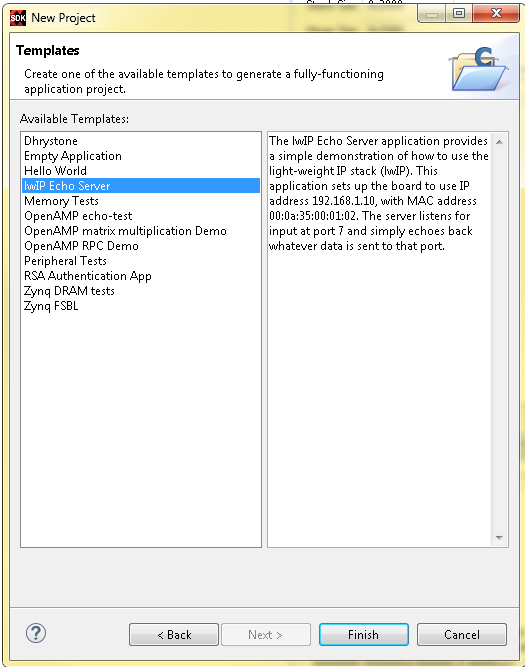 SDK New Project
Templates
Create one of the available templates to generate a fully-functioning
application project.
C
Available Templates:
Dhrystone
Empty Application
Hello World
lwIP Echo Server
Memory Tests
OpenAMP echo-test
OpenAMP matrix multiplication Demo
OpenAMP RPC Demo
Peripheral Tests
RSA Authentication App
Zynq DRAM tests
Zynq FSBL
The lwIP Echo Server application provides
a simple demonstration of how to use the
light-weight IP stack (lwIP). This
application sets up the board to use IP
address 192.168.1.10, with MAC address
00:0a:35:00:01:02. The server listens for
input at port 7 and simply echoes back
whatever data is sent to that port.
?
< Back
Next >
Finish
Cancel